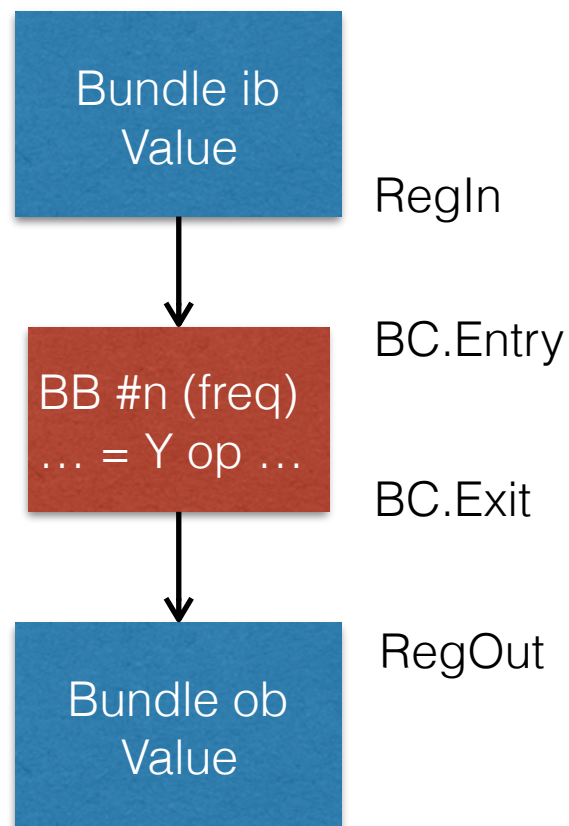 Bundle ib
Value
RegIn
BC.Entry
BB #n (freq)
… = Y op …
BC.Exit
RegOut
Bundle ob
Value